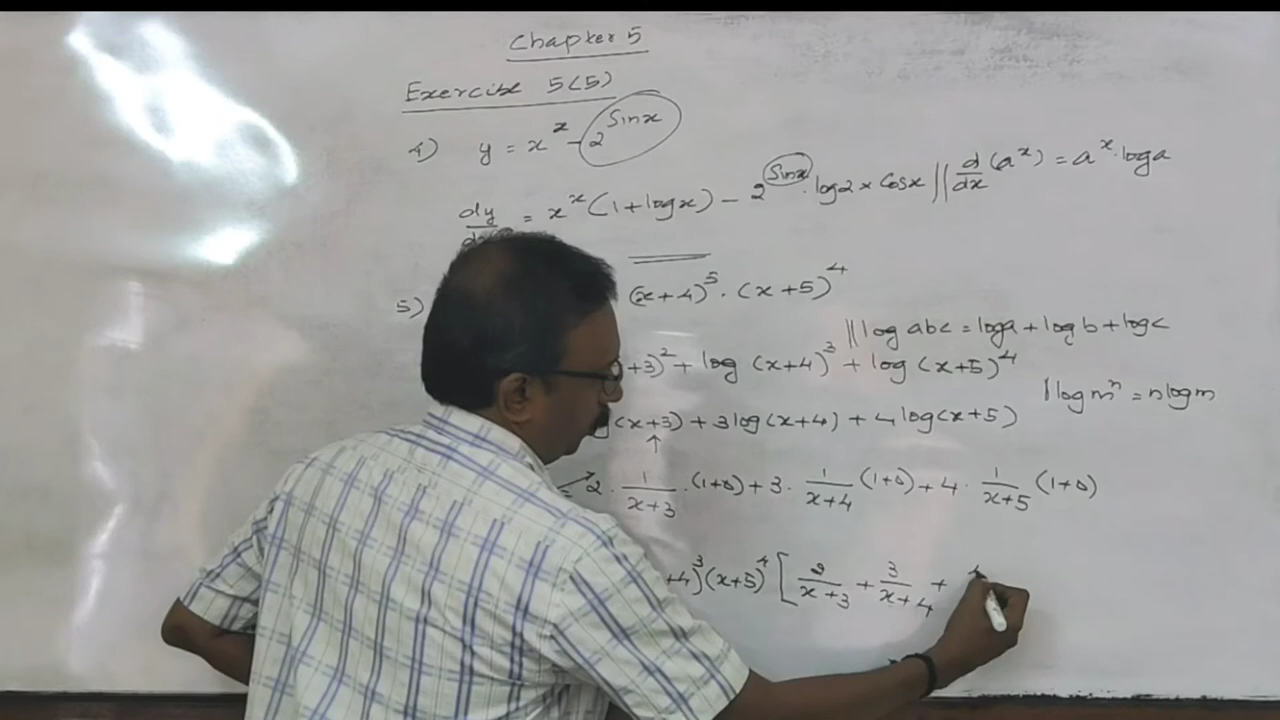 Chapter 5
Exercise 5(5)
4) y = x^x - 2^sinx
dy/dx = x^x (1+logx) - 2^sinx . log2 x Cosx || d/dx (a^x) = a^x . loga
5) (x+4)^3 . (x+5)^4
|| log abc = loga + logb + logc
+3)^2 + log (x+4)^3 + log (x+5)^4
| log m^n = nlogm
g(x+3) + 3log(x+4) + 4log(x+5)
↑
= 2 . 1/(x+3) . (1+0) + 3 . 1/(x+4) (1+0) + 4 . 1/(x+5) (1+0)
+4)^3 (x+5)^4 [ 2/(x+3) + 3/(x+4) +